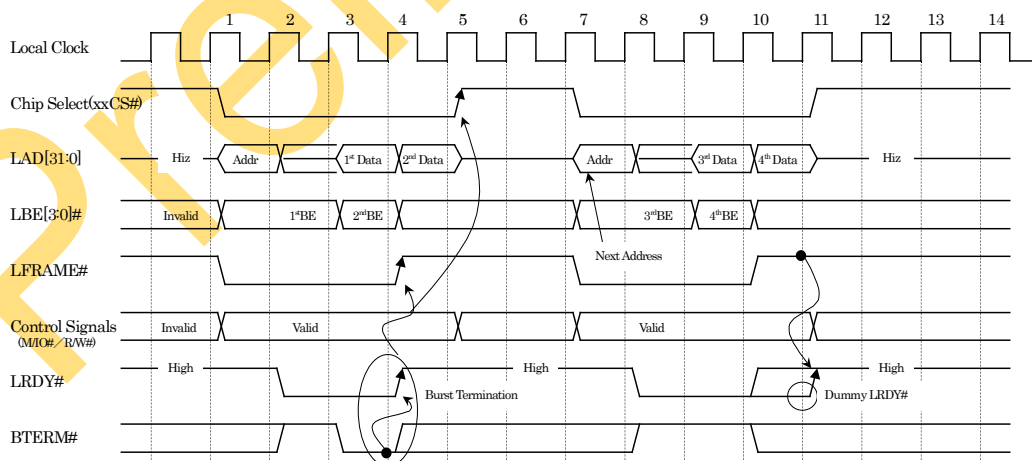 1 2 3 4 5 6 7 8 9 10 11 12 13 14
Local Clock
Chip Select(xxCS#)
LAD[31:0] Hiz Addr 1st Data 2nd Data Addr 3rd Data 4th Data Hiz
LBE[3:0]# Invalid 1stBE 2ndBE 3rdBE 4thBE
Next Address
LFRAME#
Control Signals Invalid Valid Valid
(M/IO#／R/W#)
High High High
LRDY#
Burst Termination Dummy LRDY#
BTERM#